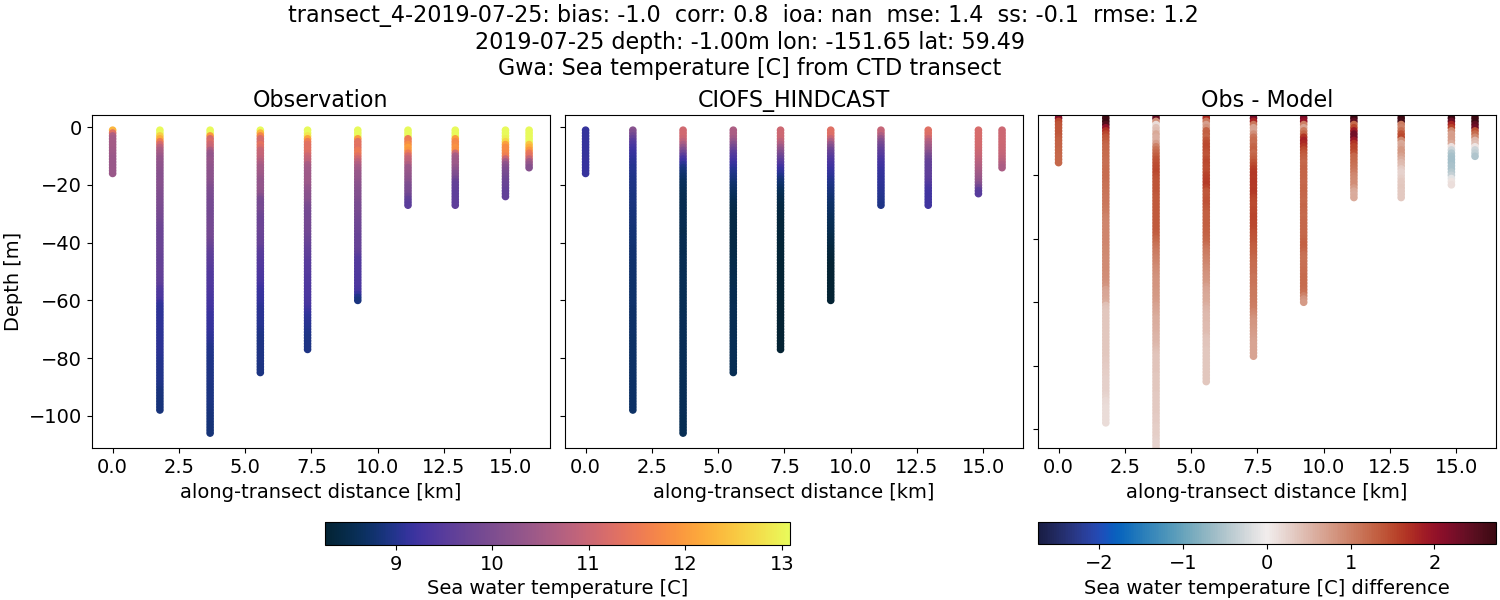 transect_4-2019-07-25: bias: -1.0  corr: 0.8  ioa: nan  mse: 1.4  ss: -0.1  rmse: 1.2
2019-07-25 depth: -1.00m lon: -151.65 lat: 59.49
Gwa: Sea temperature [C] from CTD transect
Observation
CIOFS_HINDCAST
Obs - Model
Depth [m]
0
−20
−40
−60
−80
−100
0.0 2.5 5.0 7.5 10.0 12.5 15.0
along-transect distance [km]
0.0 2.5 5.0 7.5 10.0 12.5 15.0
along-transect distance [km]
0.0 2.5 5.0 7.5 10.0 12.5 15.0
along-transect distance [km]
9 10 11 12 13
Sea water temperature [C]
−2 −1 0 1 2
Sea water temperature [C] difference